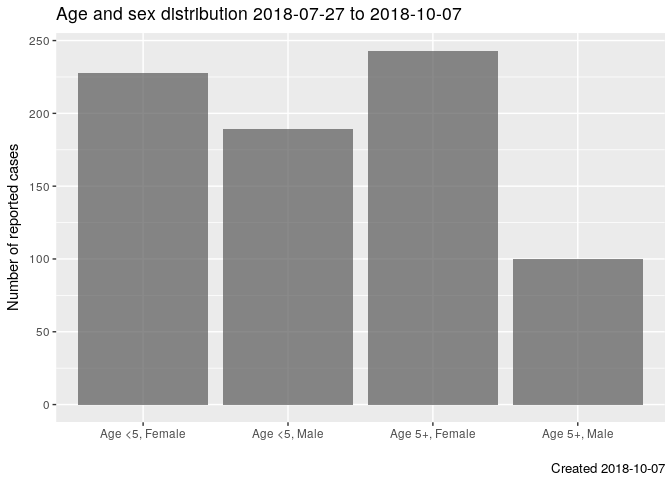 Age and sex distribution 2018-07-27 to 2018-10-07
Number of reported cases
250
200
150
100
50
0
Age <5, Female
Age <5, Male
Age 5+, Female
Age 5+, Male
Created 2018-10-07